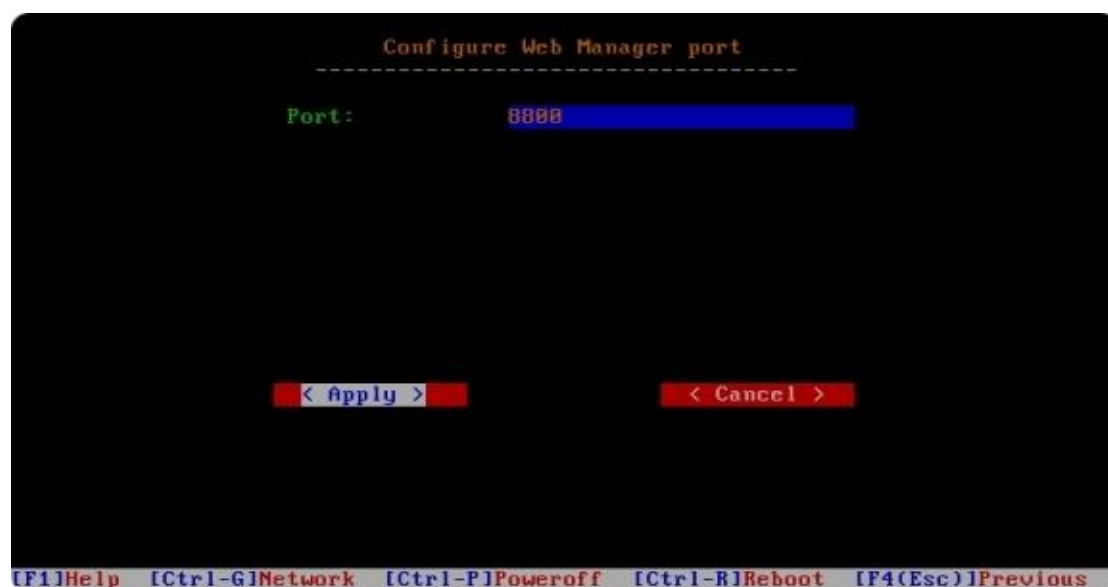 Configure Web Manager port
-----------------------------------
Port: 8800
< Apply > < Cancel >
[F1]Help [Ctrl-G]Network [Ctrl-P]Poweroff [Ctrl-R]Reboot [F4(Esc)]Previous